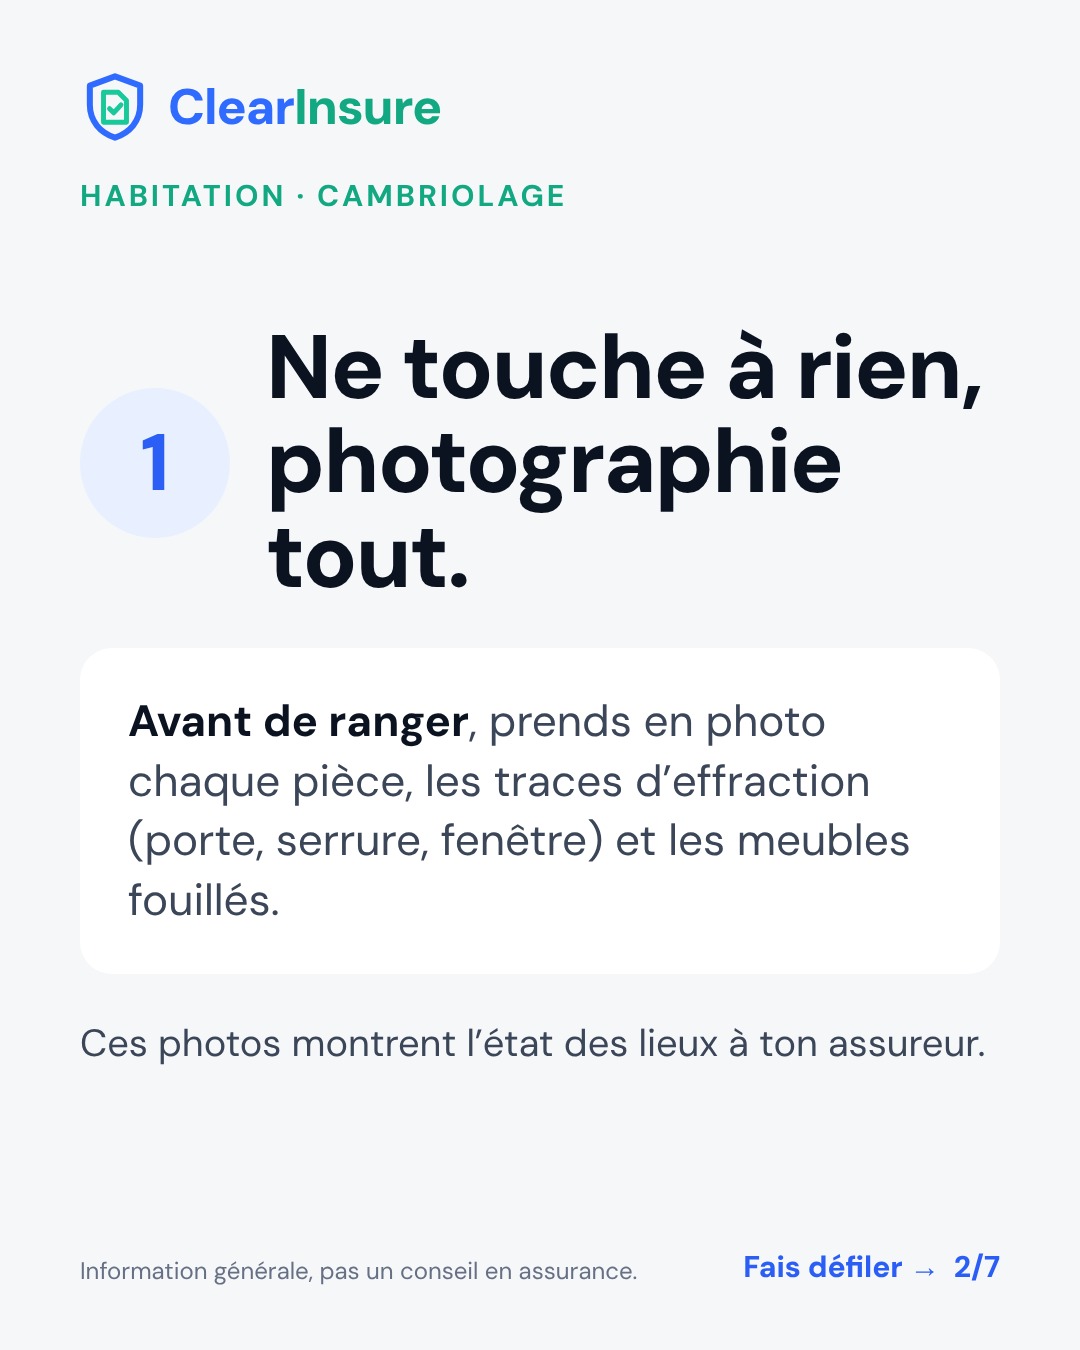 ClearInsure
HABITATION · CAMBRIOLAGE
1
Ne touche à rien,
photographie
tout.
Avant de ranger, prends en photo
chaque pièce, les traces d’effraction
(porte, serrure, fenêtre) et les meubles
fouillés.
Ces photos montrent l’état des lieux à ton assureur.
Information générale, pas un conseil en assurance.
Fais défiler → 2/7